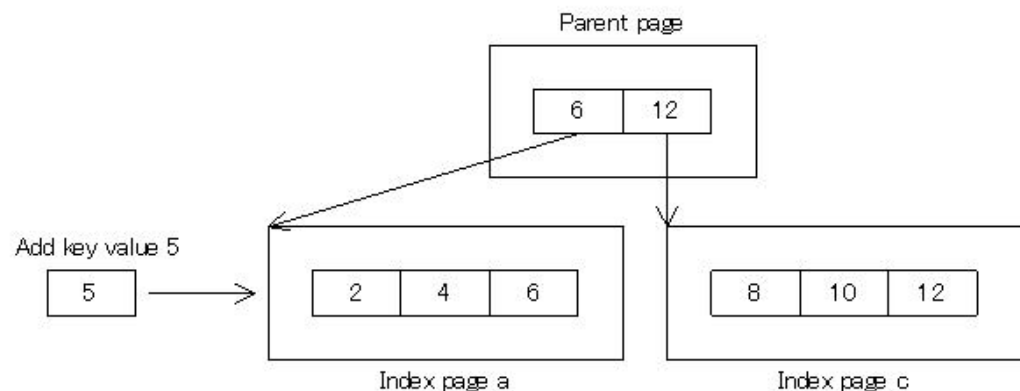 Parent page
6 12
Add key value 5
5
2 4 6
8 10 12
Index page a
Index page c